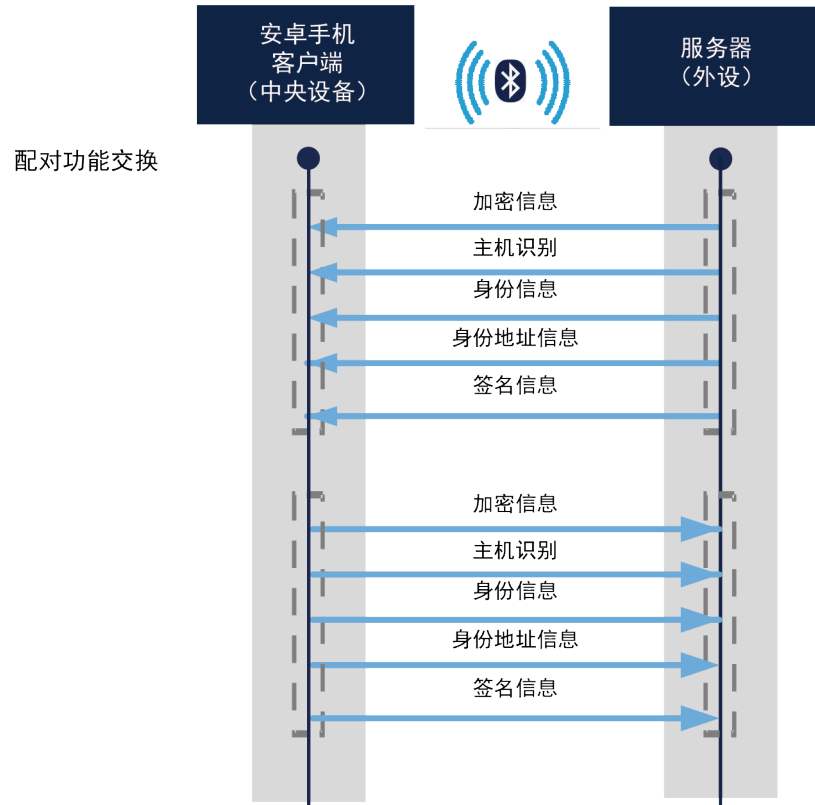 安卓手机
客户端
（中央设备）
服务器
（外设）
配对功能交换
加密信息
主机识别
身份信息
身份地址信息
签名信息
加密信息
主机识别
身份信息
身份地址信息
签名信息